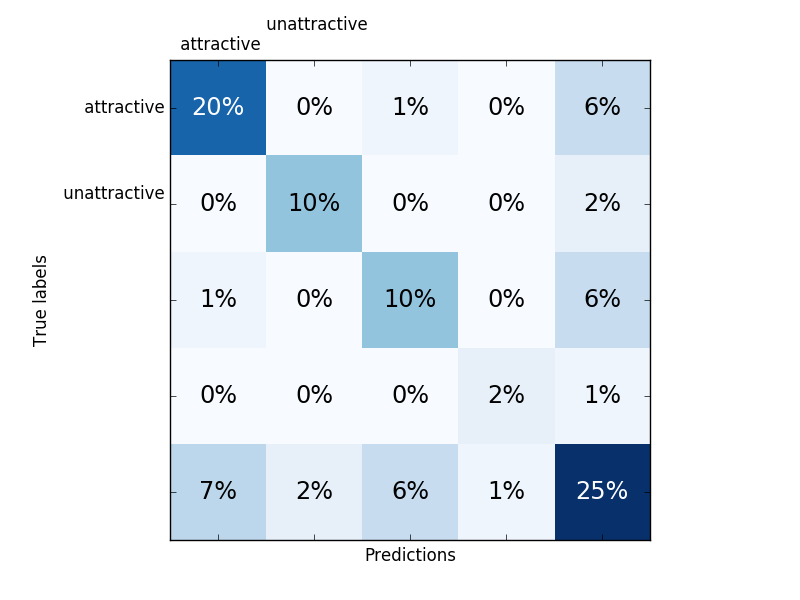 unattractive
attractive
attractive 20% 0% 1% 0% 6%
unattractive 0% 10% 0% 0% 2%
1% 0% 10% 0% 6%
0% 0% 0% 2% 1%
7% 2% 6% 1% 25%
True labels
Predictions